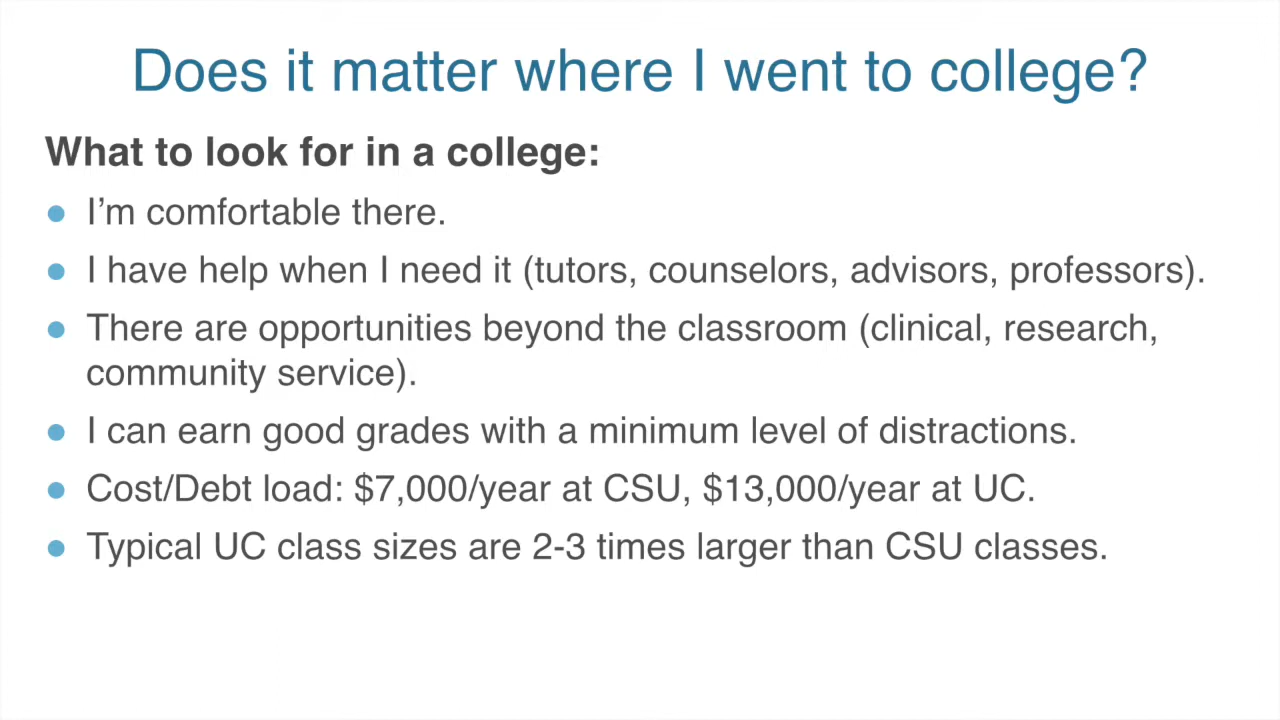 Does it matter where I went to college?
What to look for in a college:
● I’m comfortable there.
● I have help when I need it (tutors, counselors, advisors, professors).
● There are opportunities beyond the classroom (clinical, research,
community service).
● I can earn good grades with a minimum level of distractions.
● Cost/Debt load: $7,000/year at CSU, $13,000/year at UC.
● Typical UC class sizes are 2-3 times larger than CSU classes.